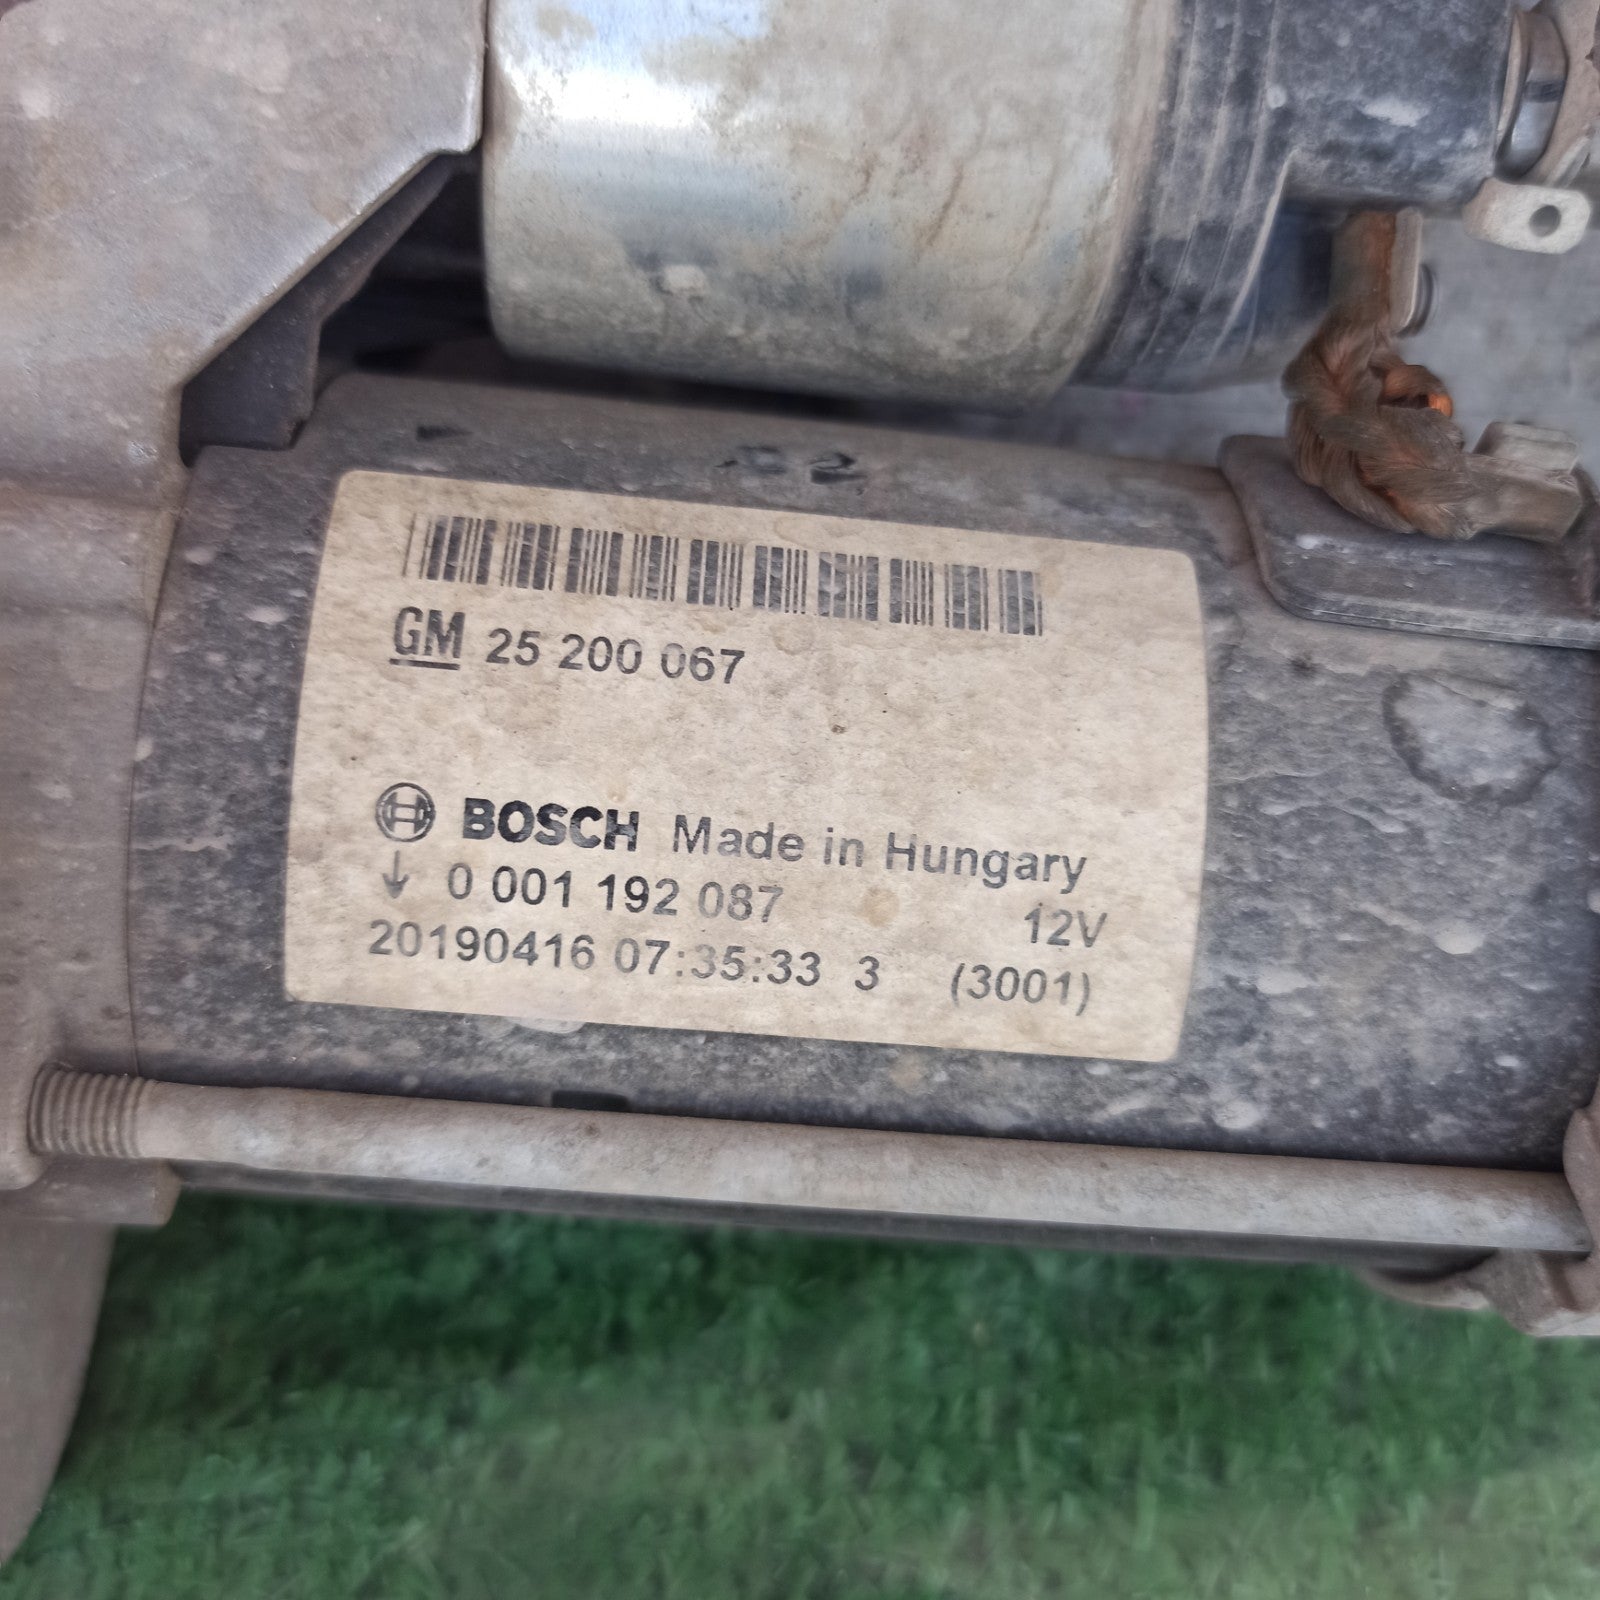 C2
GM 25 200 067
BOSCH Made in Hungary
↓ 0 001 192 087 12V
20190416 07:35:33 3 (3001)